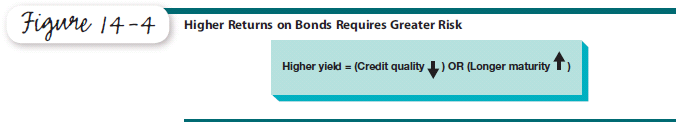 Figure 14-4
Higher Returns on Bonds Requires Greater Risk
Higher yield = (Credit quality ↓) OR (Longer maturity ↑)